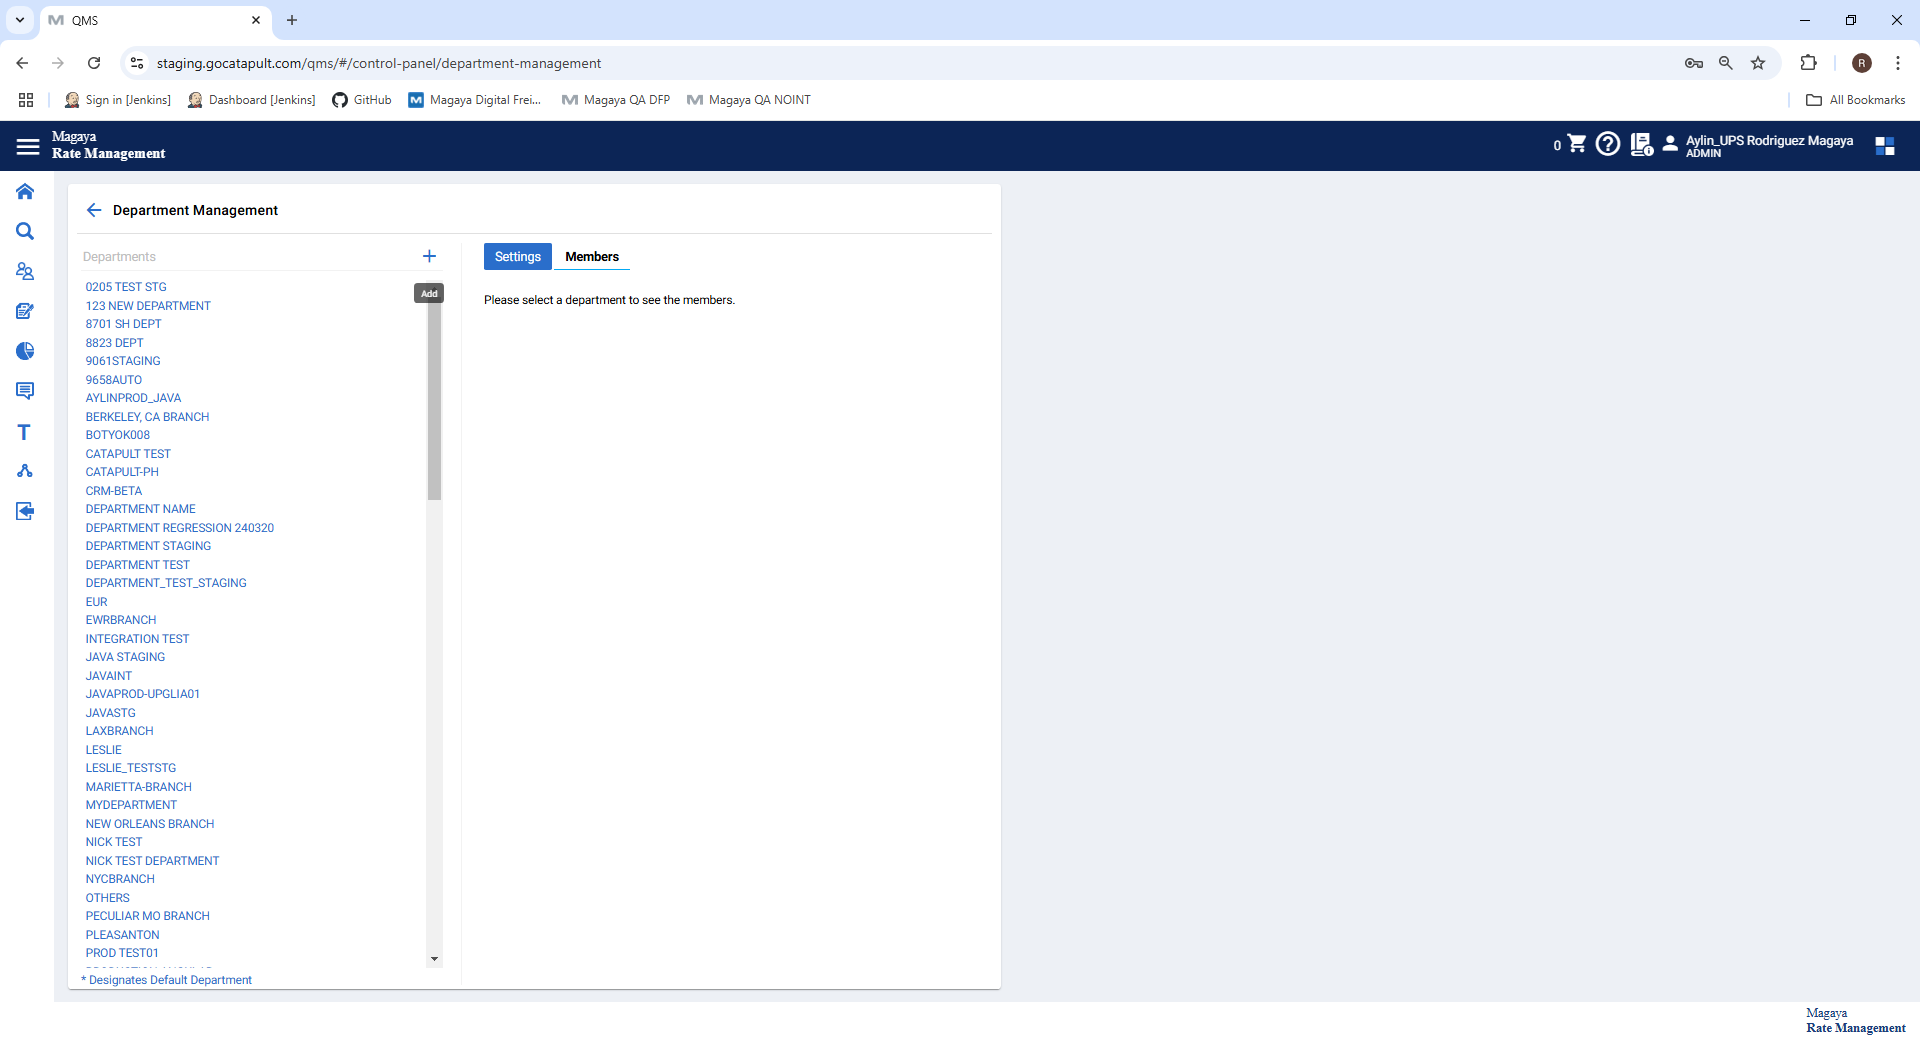 QMS
staging.gocatapult.com/qms/#/control-panel/department-management
R
Sign in [Jenkins]
Dashboard [Jenkins]
GitHub
Magaya Digital Frei...
Magaya QA DFP
Magaya QA NOINT
All Bookmarks
Magaya
Rate Management
0
Aylin_UPS Rodriguez Magaya
ADMIN
Department Management
Departments
Settings
Members
Add
Please select a department to see the members.
0205 TEST STG
123 NEW DEPARTMENT
8701 SH DEPT
8823 DEPT
9061STAGING
9658AUTO
AYLINPROD_JAVA
BERKELEY, CA BRANCH
BOTYOK008
CATAPULT TEST
CATAPULT-PH
CRM-BETA
DEPARTMENT NAME
DEPARTMENT REGRESSION 240320
DEPARTMENT STAGING
DEPARTMENT TEST
DEPARTMENT_TEST_STAGING
EUR
EWRBRANCH
INTEGRATION TEST
JAVA STAGING
JAVAINT
JAVAPROD-UPGLIA01
JAVASTG
LAXBRANCH
LESLIE
LESLIE_TESTSTG
MARIETTA-BRANCH
MYDEPARTMENT
NEW ORLEANS BRANCH
NICK TEST
NICK TEST DEPARTMENT
NYCBRANCH
OTHERS
PECULIAR MO BRANCH
PLEASANTON
PROD TEST01
* Designates Default Department
Magaya
Rate Management